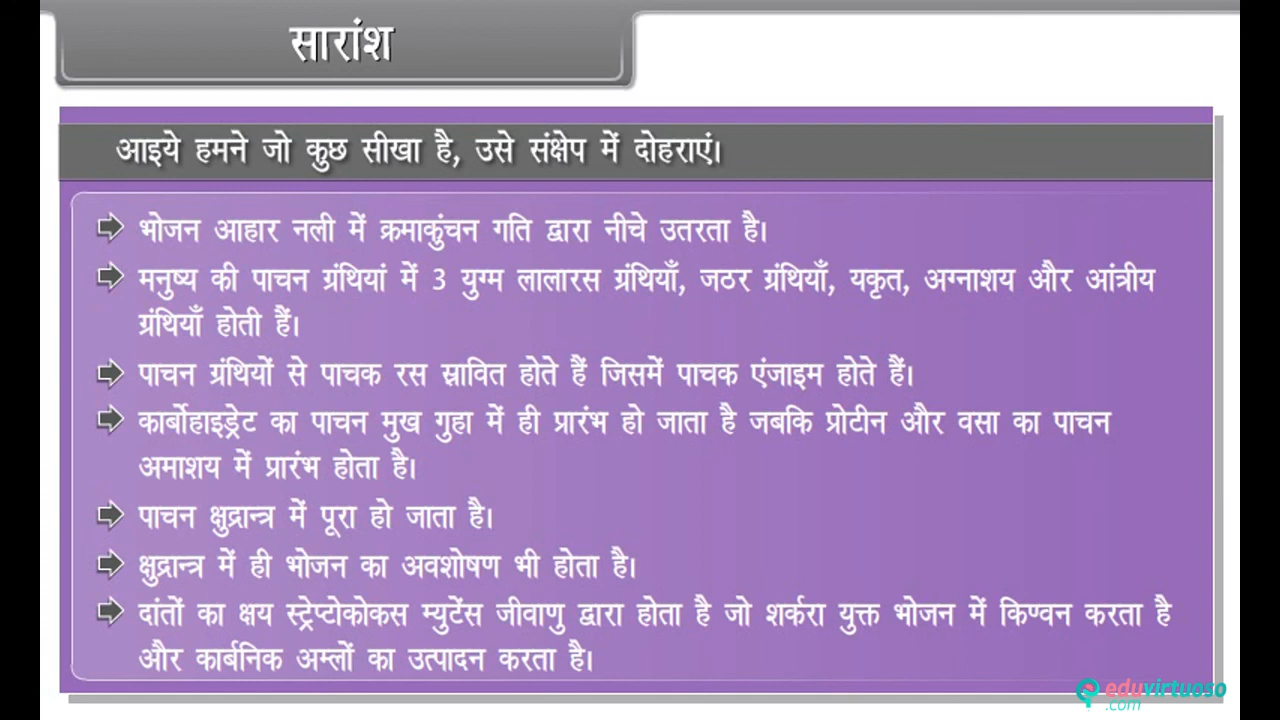 सारांश
आइये हमने जो कुछ सीखा है, उसे संक्षेप में दोहराएं।
भोजन आहार नली में क्रमाकुंचन गति द्वारा नीचे उतरता है।
मनुष्य की पाचन ग्रंथियां में 3 युग्म लालारस ग्रंथियाँ, जठर ग्रंथियाँ, यकृत, अग्नाशय और आंत्रीय
ग्रंथियाँ होती हैं।
पाचन ग्रंथियों से पाचक रस स्रावित होते हैं जिसमें पाचक एंजाइम होते हैं।
कार्बोहाइड्रेट का पाचन मुख गुहा में ही प्रारंभ हो जाता है जबकि प्रोटीन और वसा का पाचन
अमाशय में प्रारंभ होता है।
पाचन क्षुद्रान्त्र में पूरा हो जाता है।
क्षुद्रान्त्र में ही भोजन का अवशोषण भी होता है।
दांतों का क्षय स्ट्रेप्टोकोकस म्युटेंस जीवाणु द्वारा होता है जो शर्करा युक्त भोजन में किण्वन करता है
और कार्बनिक अम्लों का उत्पादन करता है।
eduvirtuoso
.com